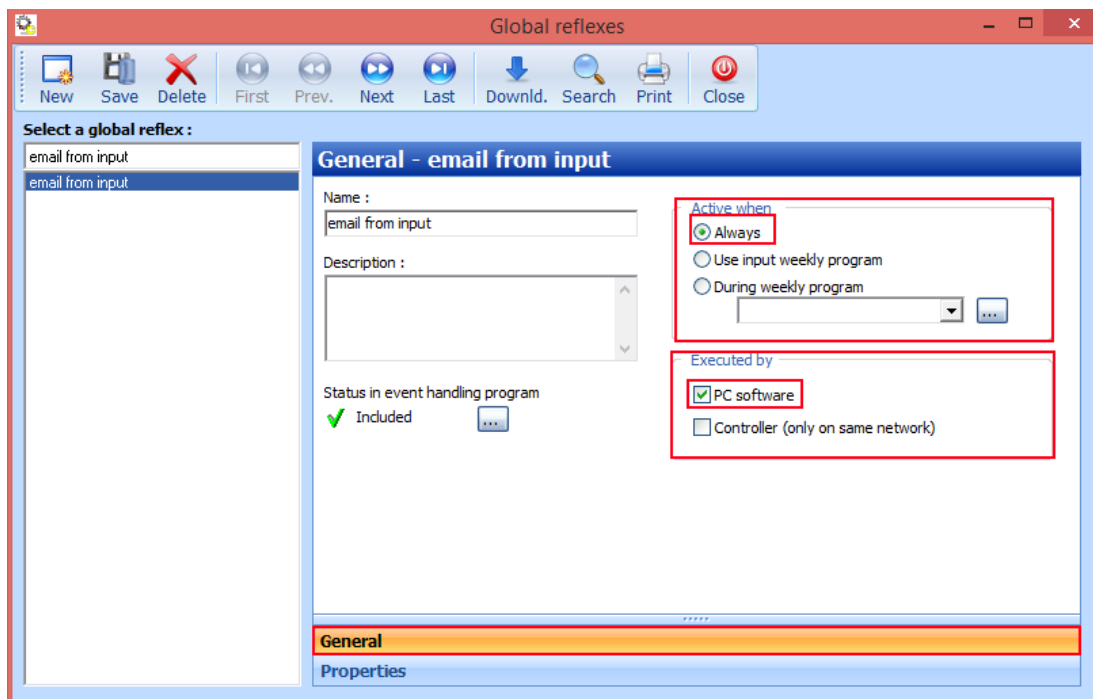 Global reflexes
New Save Delete First Prev. Next Last Downld. Search Print Close
Select a global reflex :
email from input
email from input
General - email from input
Name :
email from input
Description :
Status in event handling program
Included ...
Active when
Always
Use input weekly program
During weekly program
...
Executed by
PC software
Controller (only on same network)
General
Properties